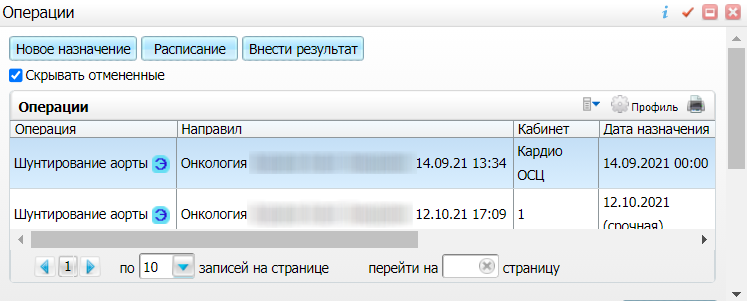 Операции
Новое назначение Расписание Внести результат
Скрывать отмененные
Операции Профиль
Операция Направил Кабинет Дата назначения
Шунтирование аорты Э Онкология 14.09.21 13:34 Кардио ОСЦ 14.09.2021 00:00
Шунтирование аорты Э Онкология 12.10.21 17:09 1 12.10.2021 (срочная)
1 по 10 записей на странице перейти на страницу